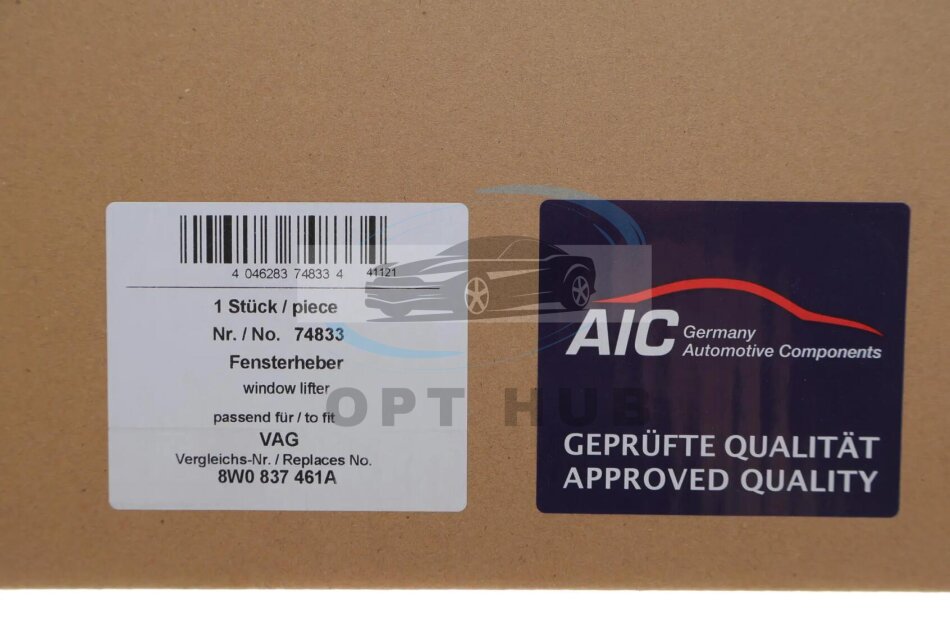 4 046283 74833 4 41121
1 Stück / piece
Nr. / No. 74833
Fensterheber
window lifter
passend für / to fit
VAG
Vergleichs-Nr. / Replaces No.
8W0 837 461A
OPT HUB
AIC Germany
Automotive Components
GEPRÜFTE QUALITÄT
APPROVED QUALITY